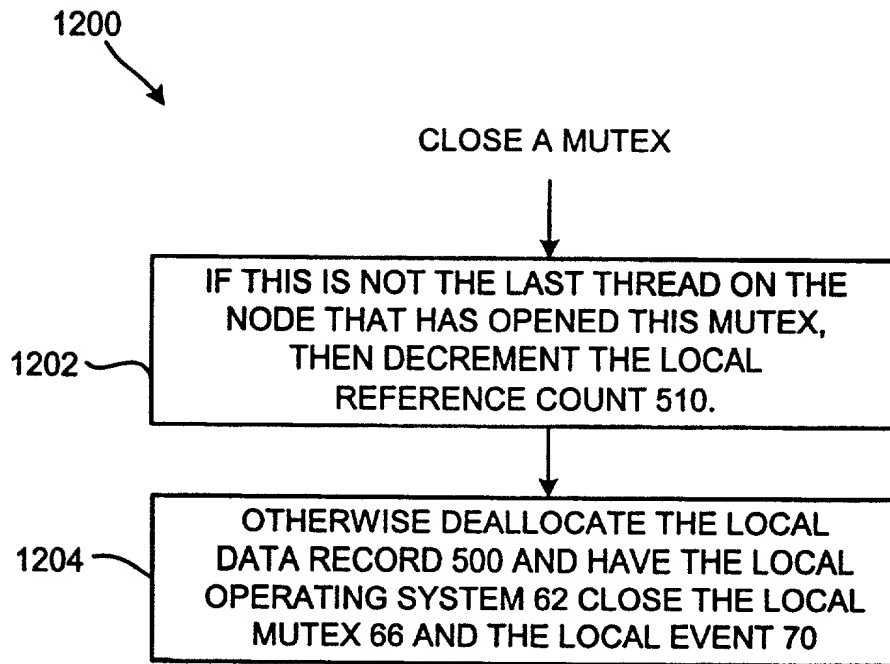 1200
CLOSE A MUTEX
IF THIS IS NOT THE LAST THREAD ON THE
NODE THAT HAS OPENED THIS MUTEX,
THEN DECREMENT THE LOCAL
REFERENCE COUNT 510.
1202
OTHERWISE DEALLOCATE THE LOCAL
DATA RECORD 500 AND HAVE THE LOCAL
OPERATING SYSTEM 62 CLOSE THE LOCAL
MUTEX 66 AND THE LOCAL EVENT 70
1204